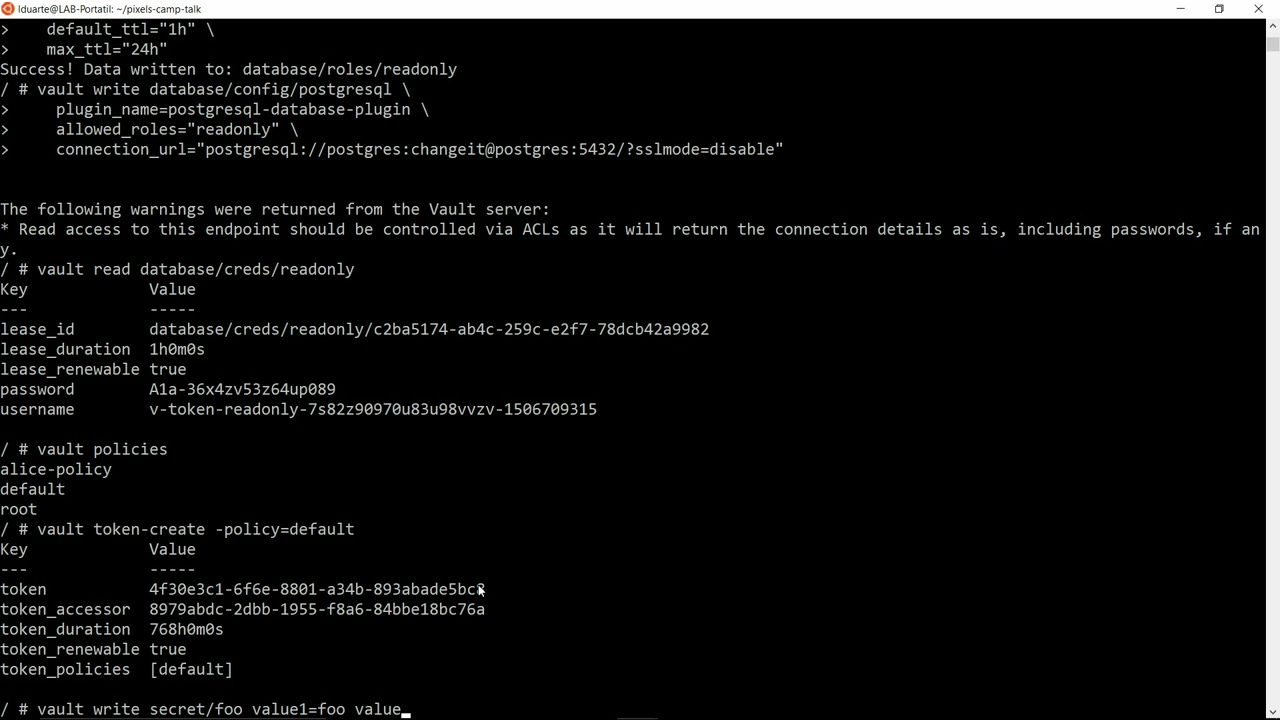 lduarte@LAB-Portatil: ~/pixels-camp-talk
>    default_ttl="1h" \
>    max_ttl="24h"
Success! Data written to: database/roles/readonly
/ # vault write database/config/postgresql \
>     plugin_name=postgresql-database-plugin \
>     allowed_roles="readonly" \
>     connection_url="postgresql://postgres:changeit@postgres:5432/?sslmode=disable"
The following warnings were returned from the Vault server:
* Read access to this endpoint should be controlled via ACLs as it will return the connection details as is, including passwords, if an
y.
/ # vault read database/creds/readonly
Key             Value
---             -----
lease_id        database/creds/readonly/c2ba5174-ab4c-259c-e2f7-78dcb42a9982
lease_duration  1h0m0s
lease_renewable true
password        A1a-36x4zv53z64up089
username        v-token-readonly-7s82z90970u83u98vvzv-1506709315
/ # vault policies
alice-policy
default
root
/ # vault token-create -policy=default
Key             Value
---             -----
token
token_accessor  8979abdc-2dbb-1955-f8a6-84bbe18bc76a
token_duration  768h0m0s
token_renewable true
token_policies  [default]
/ # vault write secret/foo value1=foo value